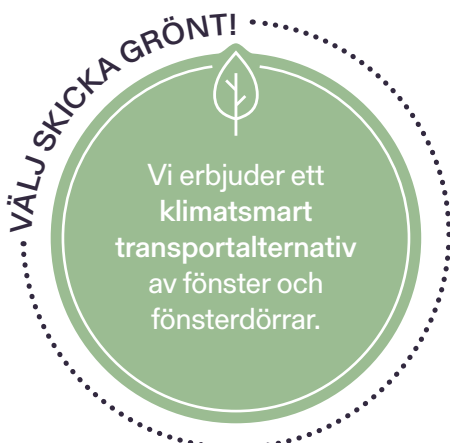 VÄLJ SKICKA GRÖNT!
Vi erbjuder ett
klimatsmart
transportalternativ
av fönster och
fönsterdörrar.